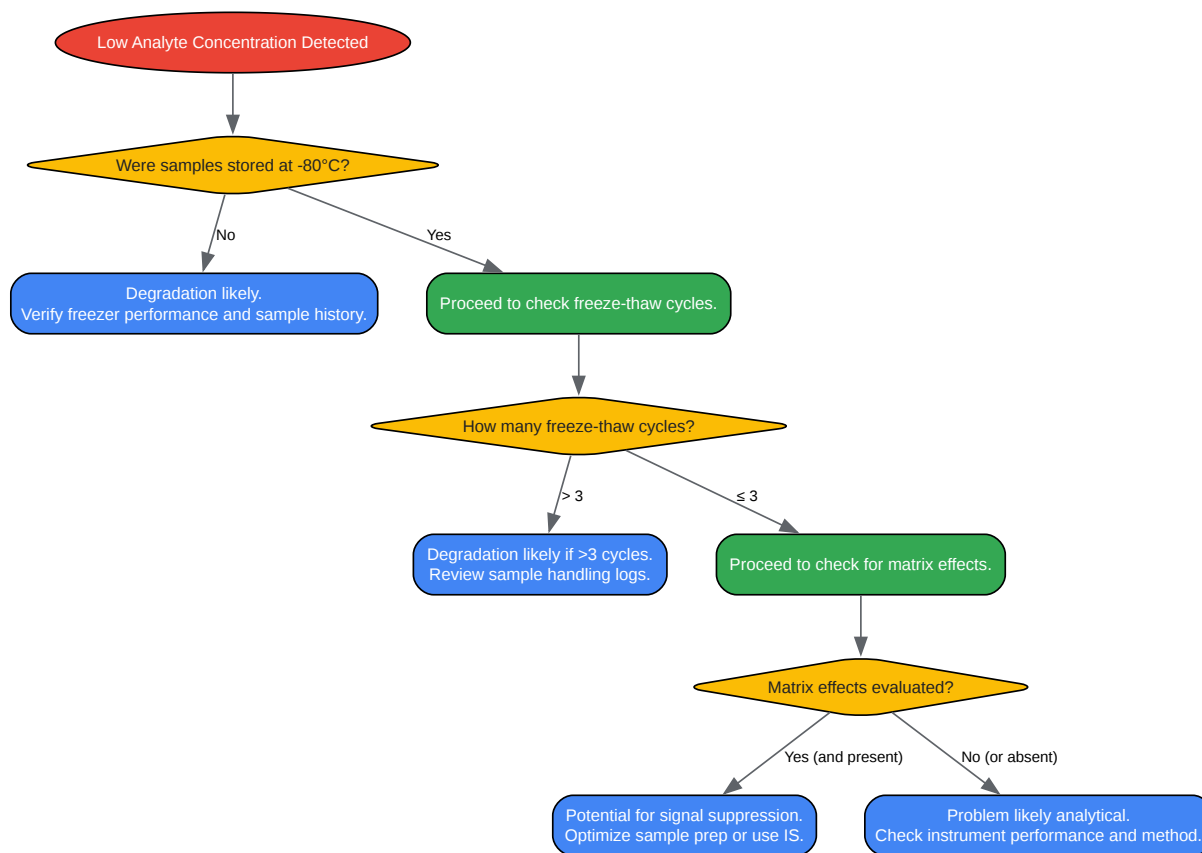 Low Analyte Concentration Detected
Were samples stored at -80°C?
No
Yes
Degradation likely.
Verify freezer performance and sample history.
Proceed to check freeze-thaw cycles.
How many freeze-thaw cycles?
> 3
≤ 3
Degradation likely if >3 cycles.
Review sample handling logs.
Proceed to check for matrix effects.
Matrix effects evaluated?
Yes (and present)
No (or absent)
Potential for signal suppression.
Optimize sample prep or use IS.
Problem likely analytical.
Check instrument performance and method.